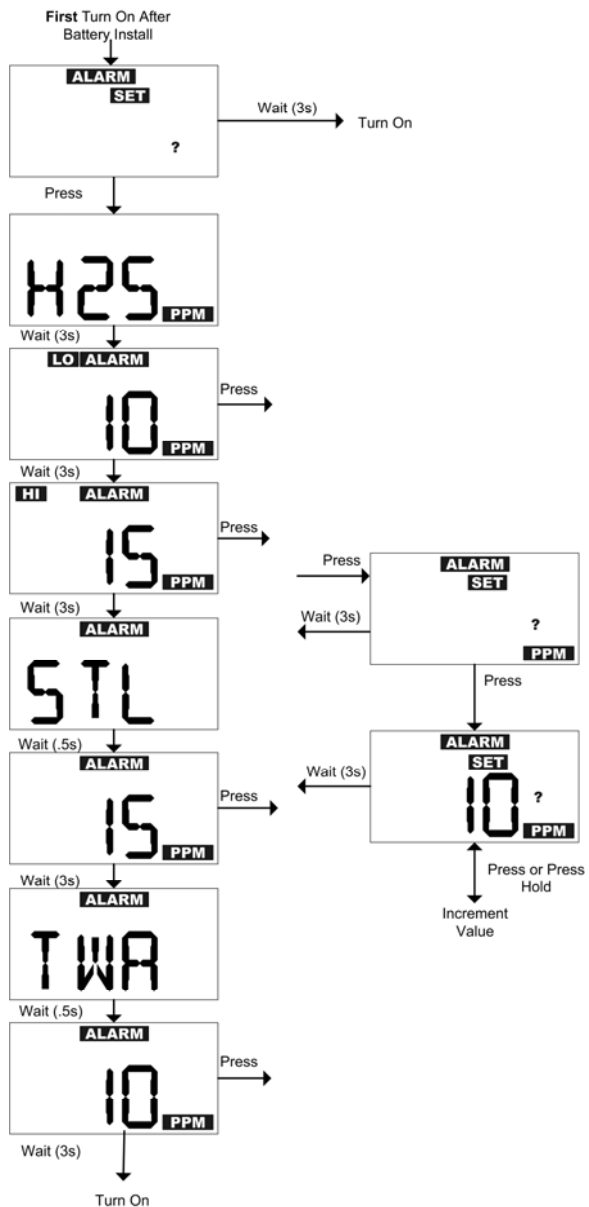 First Turn On After
Battery Install
ALARM
SET
?
Wait (3s)
Turn On
Press
H2S
PPM
Wait (3s)
LO ALARM
10
PPM
Press
Wait (3s)
HI ALARM
15
PPM
Press
Wait (3s)
ALARM
STL
Wait (.5s)
ALARM
15
PPM
Press
Wait (3s)
ALARM
TWA
Wait (.5s)
ALARM
10
PPM
Press
Wait (3s)
Turn On
Press
ALARM
SET
?
PPM
Wait (3s)
Press
ALARM
SET
10 ?
PPM
Wait (3s)
Press or Press
Hold
Increment
Value